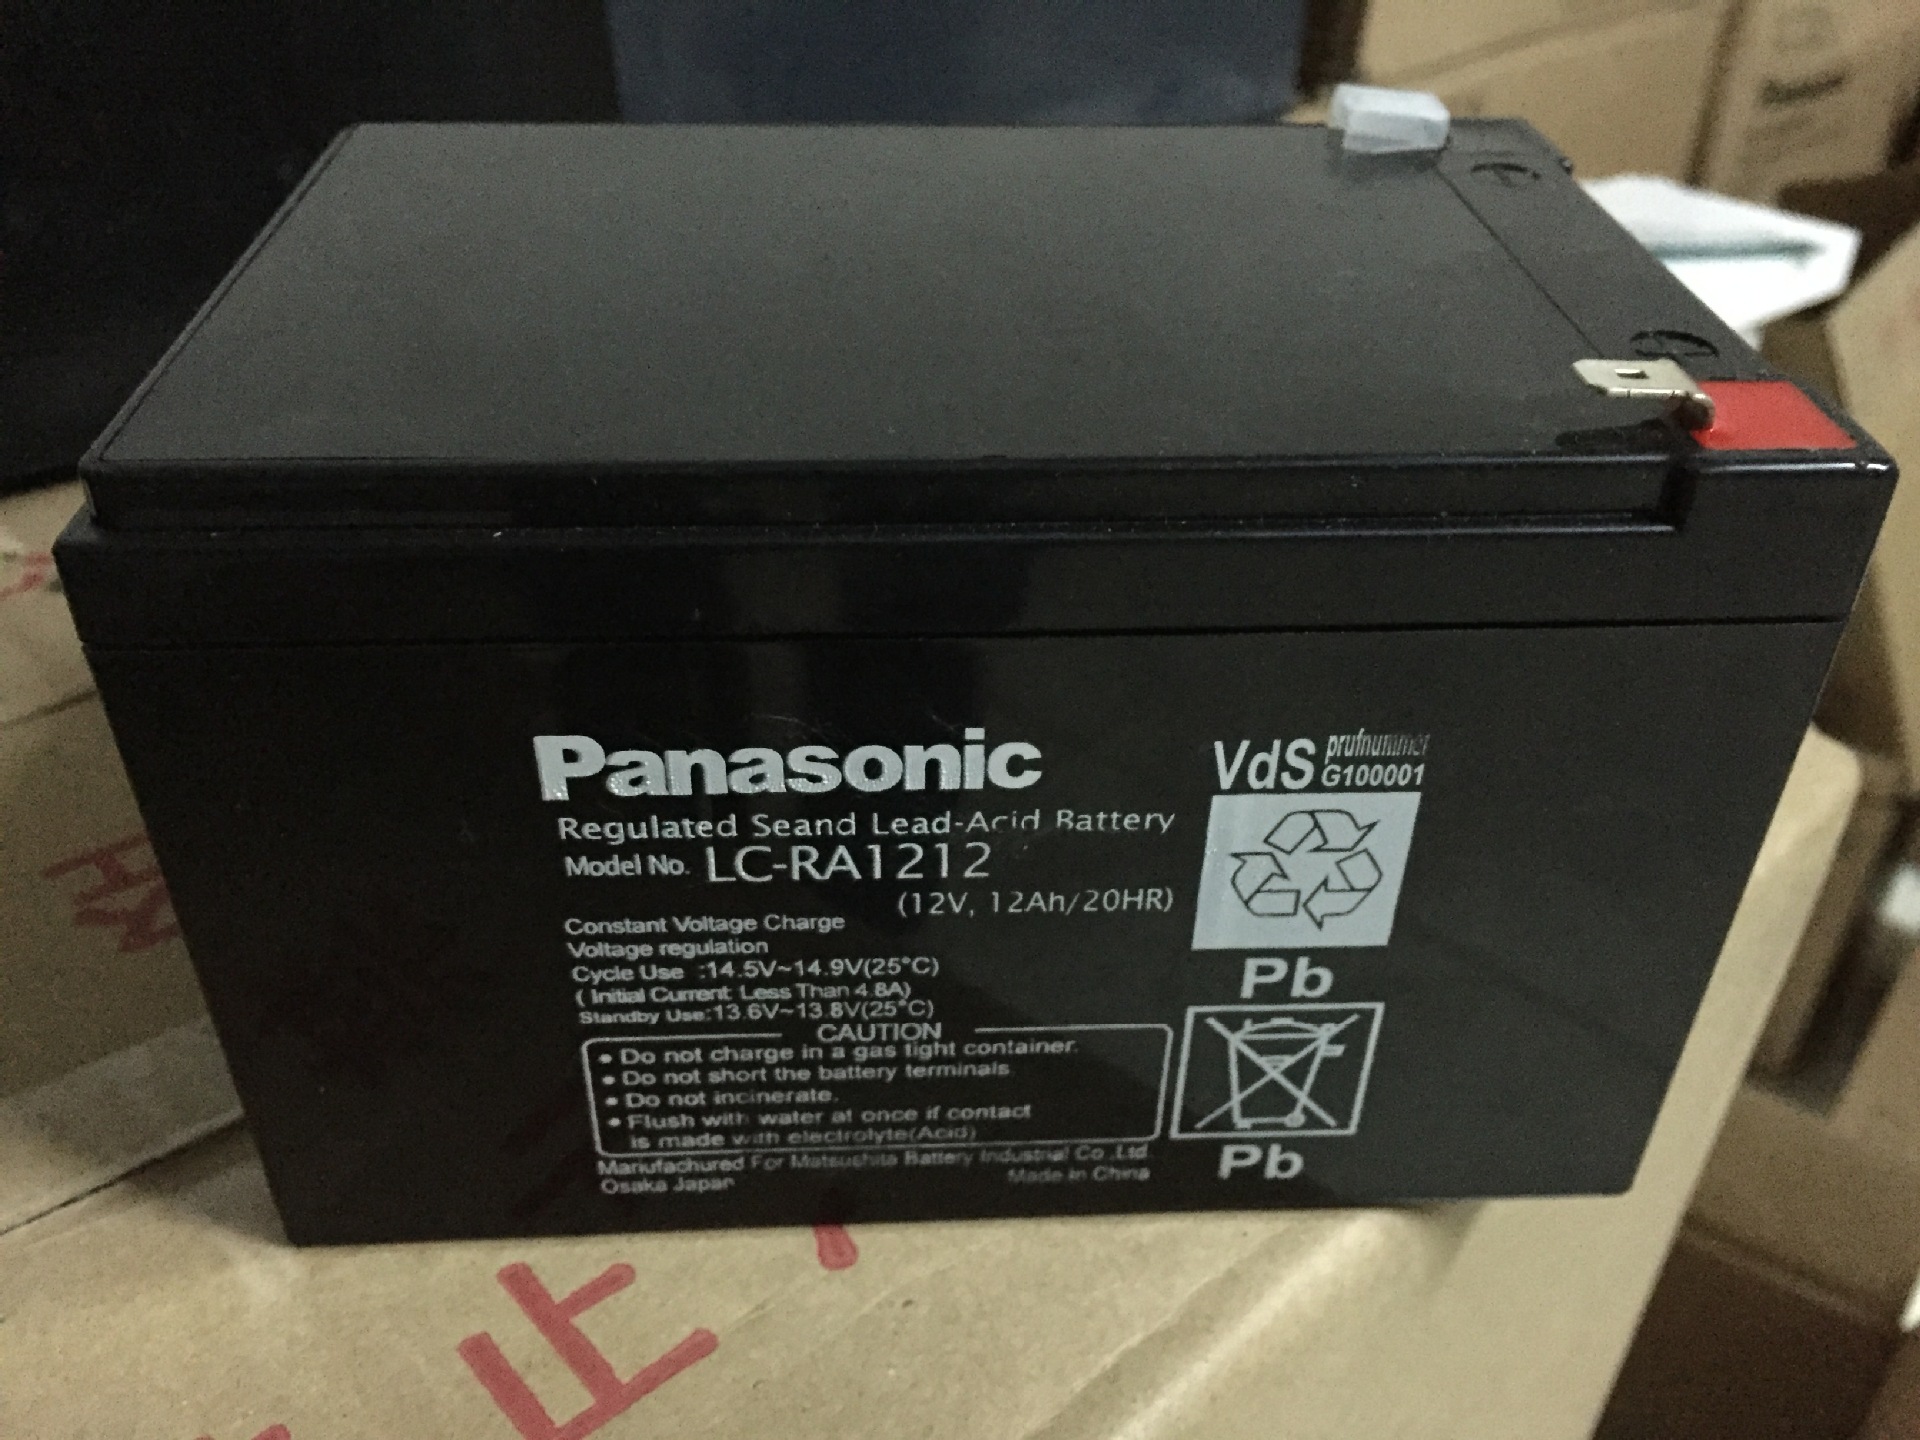 Panasonic
Regulated Seand Lead-Acid Battery
Model No. LC-RA1212
(12V, 12Ah/20HR)
Constant Voltage Charge
Voltage regulation
Cycle Use :14.5V~14.9V(25°C)
( Initial Current Less Than 4.8A)
Standby Use:13.6V~13.8V(25°C)
CAUTION
• Do not charge in a gas tight container.
• Do not short the battery terminals
• Do not incinerate.
• Flush with water at once if contact
is made with electrolyte(Acid)
Manufachured For Matsushita Battery Industrial Co .Ltd.
Osaka Japan
Made in China
VdS prufnummer
G100001
Pb
Pb
止